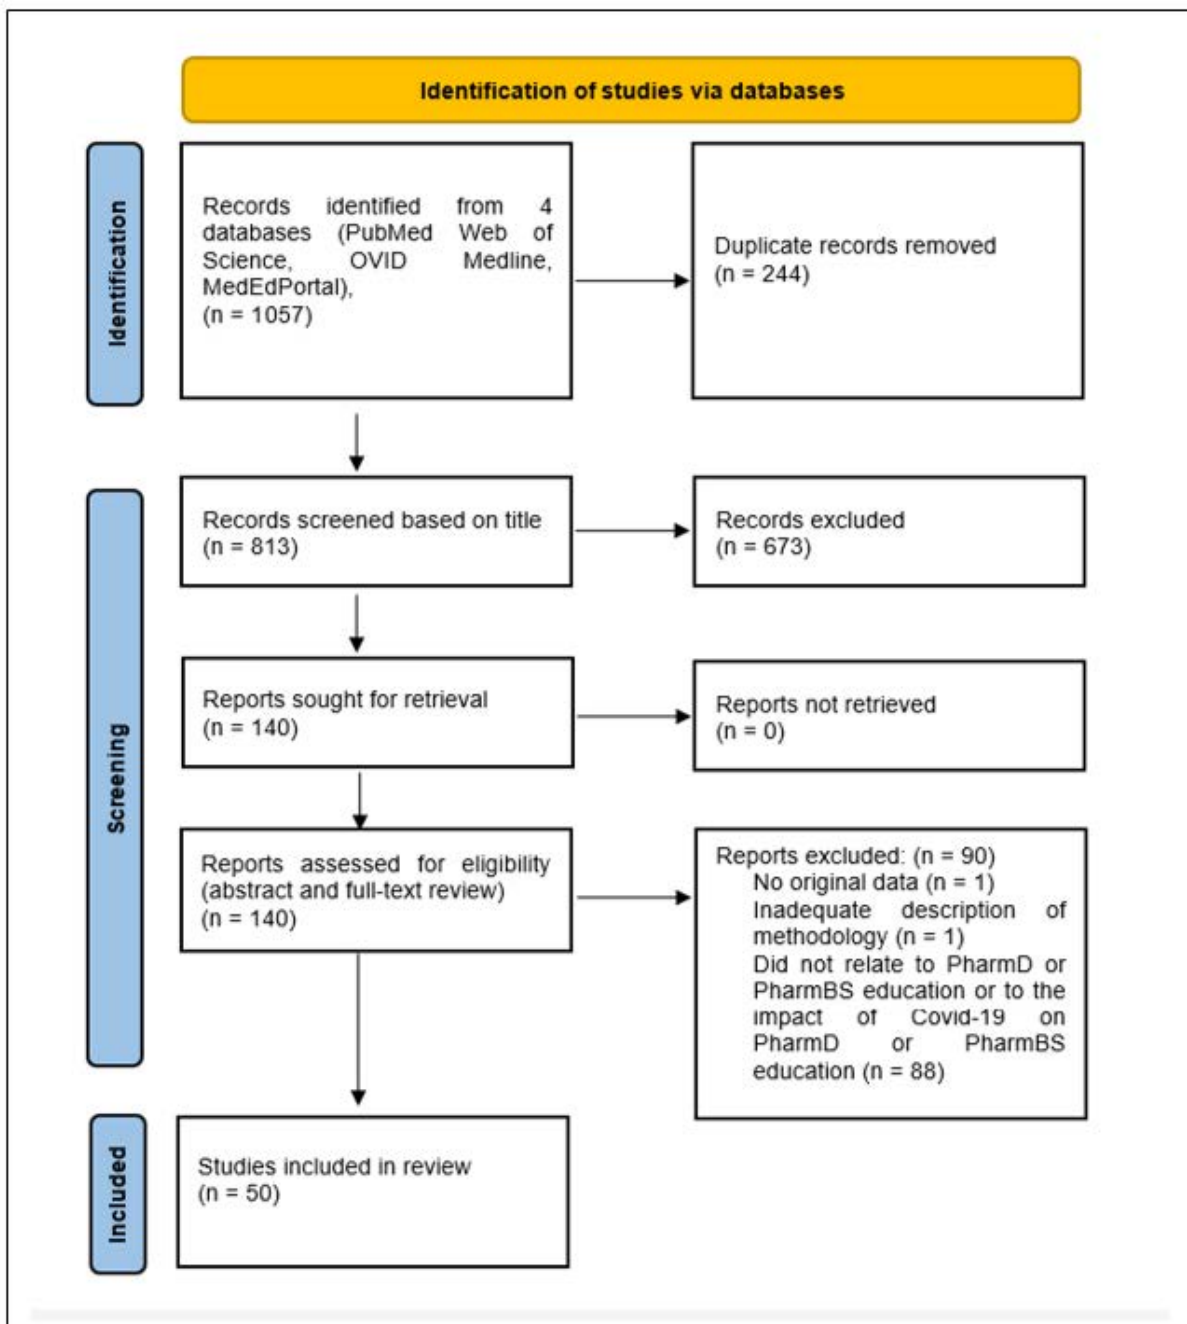 Identification of studies via databases
Identification
Records identified from 4
databases (PubMed Web of
Science, OVID Medline,
MedEdPortal),
(n = 1057)
Duplicate records removed
(n = 244)
Screening
Records screened based on title
(n = 813)
Records excluded
(n = 673)
Reports sought for retrieval
(n = 140)
Reports not retrieved
(n = 0)
Reports assessed for eligibility
(abstract and full-text review)
(n = 140)
Reports excluded: (n = 90)
No original data (n = 1)
Inadequate description of
methodology (n = 1)
Did not relate to PharmD or
PharmBS education or to the
impact of Covid-19 on
PharmD or PharmBS
education (n = 88)
Included
Studies included in review
(n = 50)